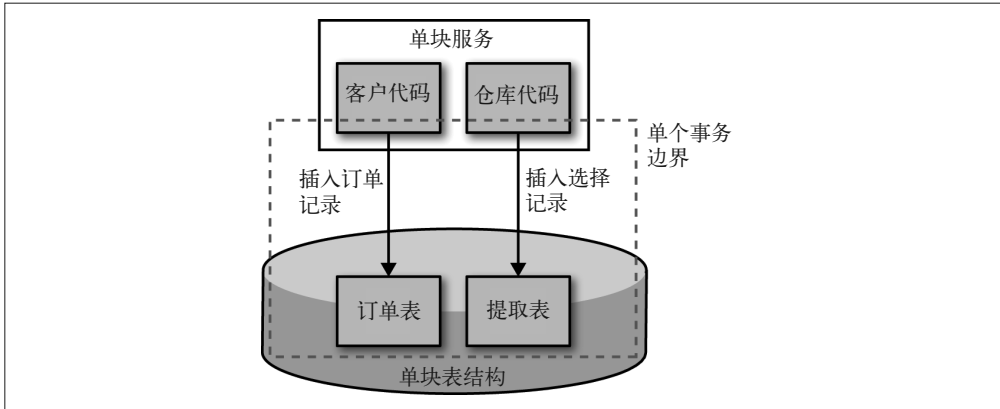 单块服务
客户代码
仓库代码
单个事务
边界
插入订单
记录
插入选择
记录
订单表
提取表
单块表结构